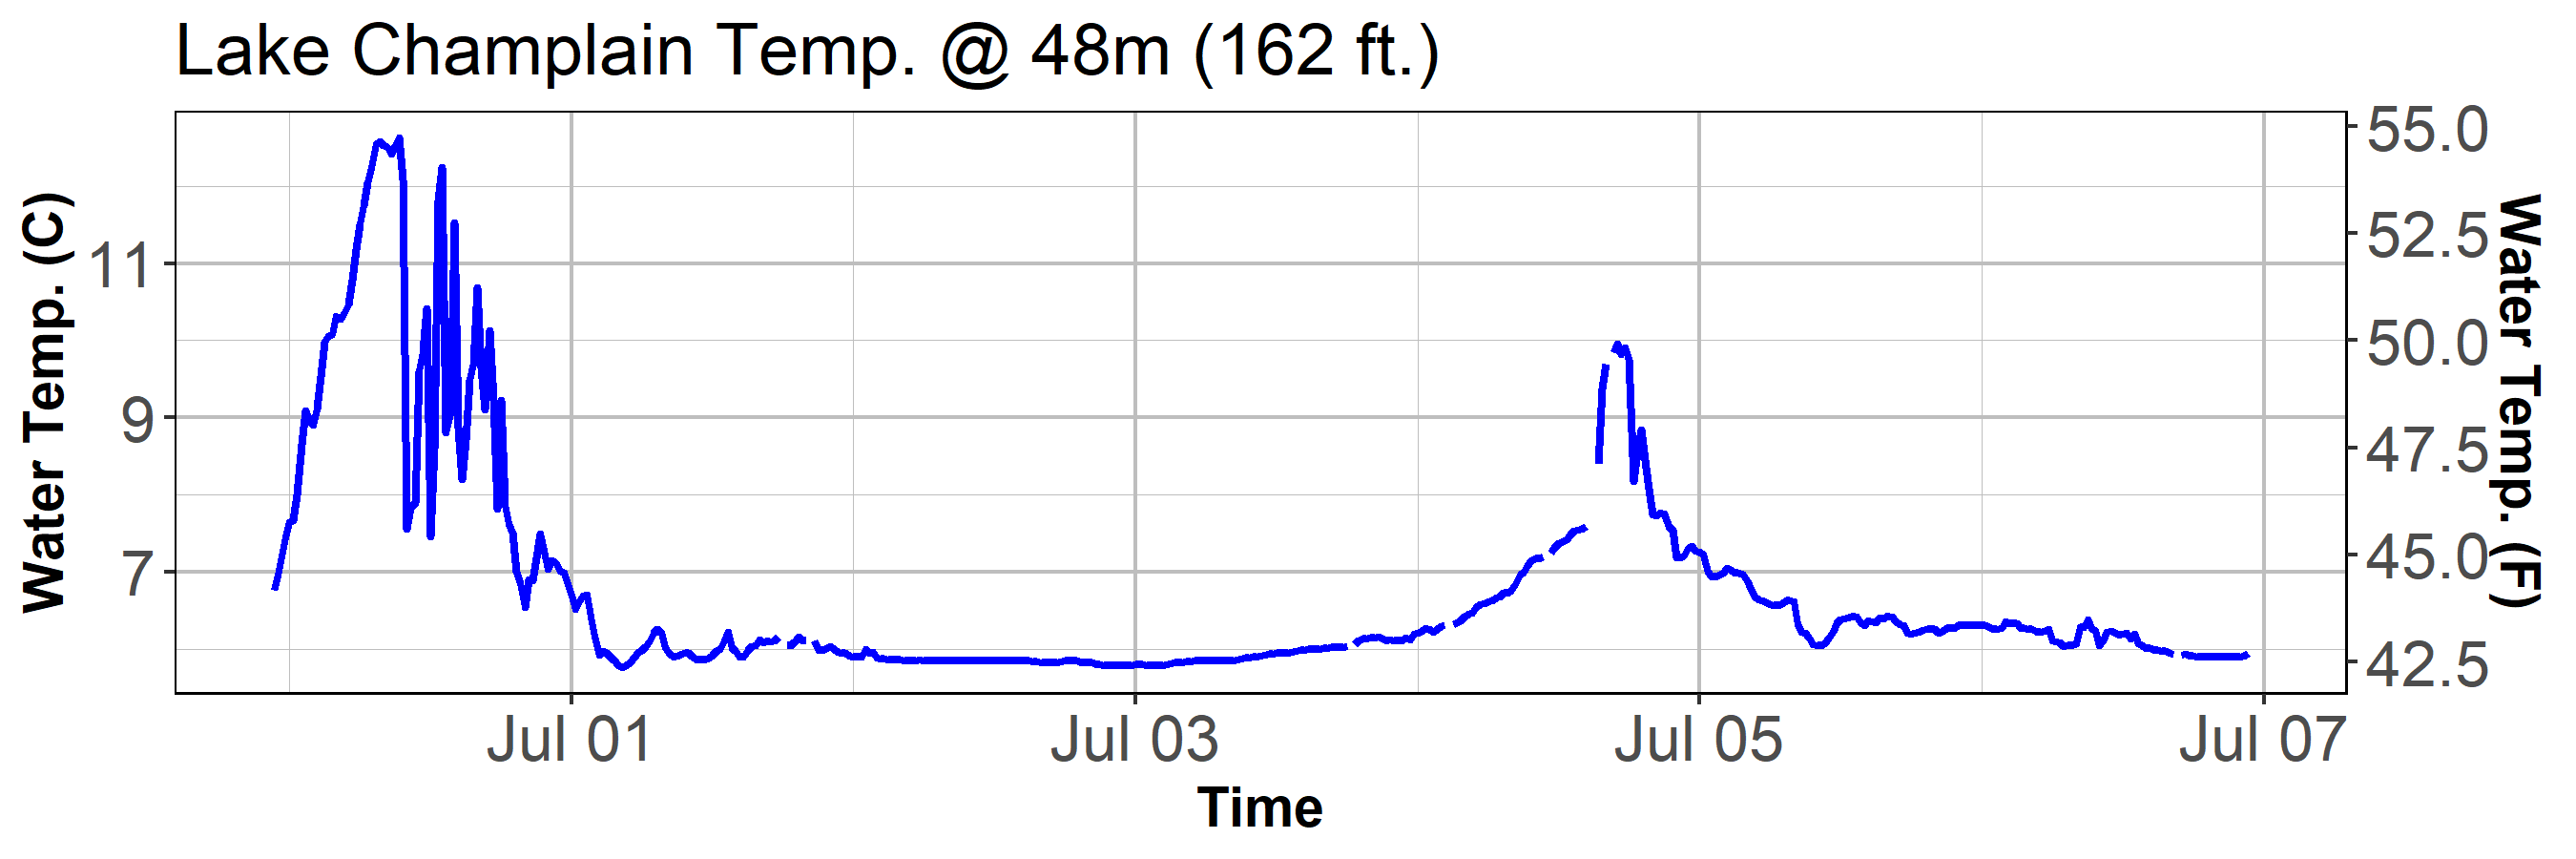 Lake Champlain Temp. @ 48m (162 ft.)
Water Temp. (C)
11
9
7
55.0
52.5
50.0
47.5
45.0
42.5
Water Temp. (F)
Jul 01 Jul 03 Jul 05 Jul 07
Time